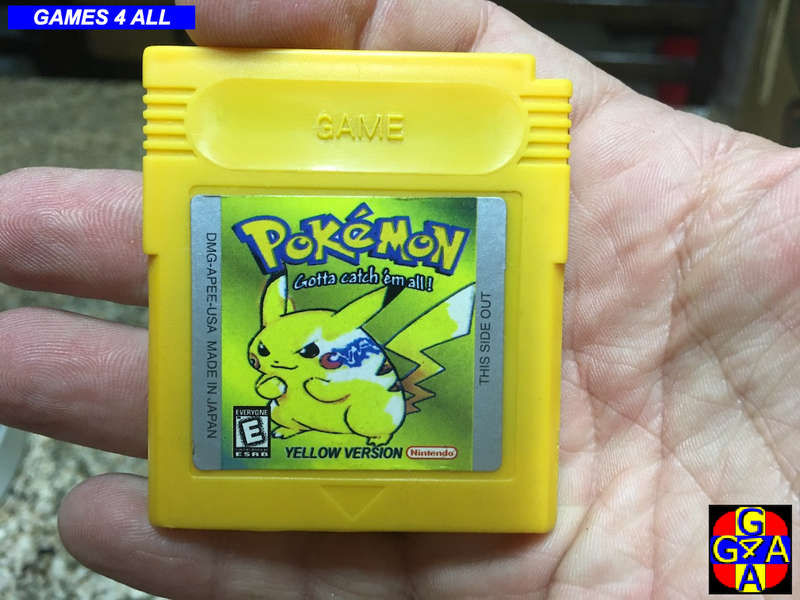 GAMES 4 ALL
GAME
POKéMON
Gotta catch 'em all!
DMG-APEE-USA MADE IN JAPAN
THIS SIDE OUT
EVERYONE
E
ESRB
YELLOW VERSION Nintendo
G
G4A
A